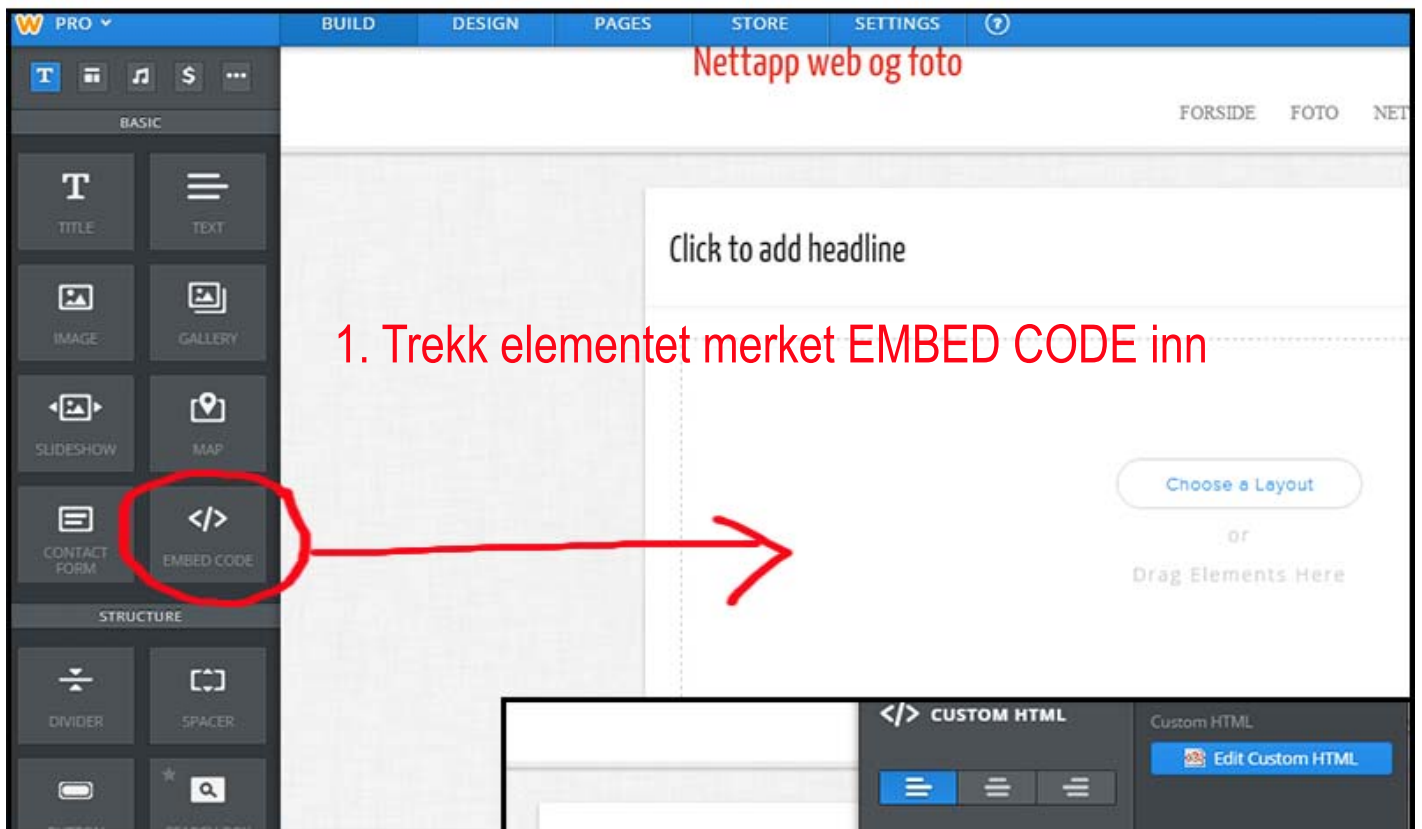 W PRO BUILD DESIGN PAGES STORE SETTINGS ?
Nettapp web og foto
FORSIDE FOTO NET
T $
BASIC
T
TITLE TEXT
IMAGE GALLERY
SLIDESHOW MAP
CONTACT FORM </> EMBED CODE
STRUCTURE
DIVIDER SPACER
Click to add headline
1. Trekk elementet merket EMBED CODE inn
Choose a Layout
or
Drag Elements Here
</> CUSTOM HTML
Custom HTML
Edit Custom HTML